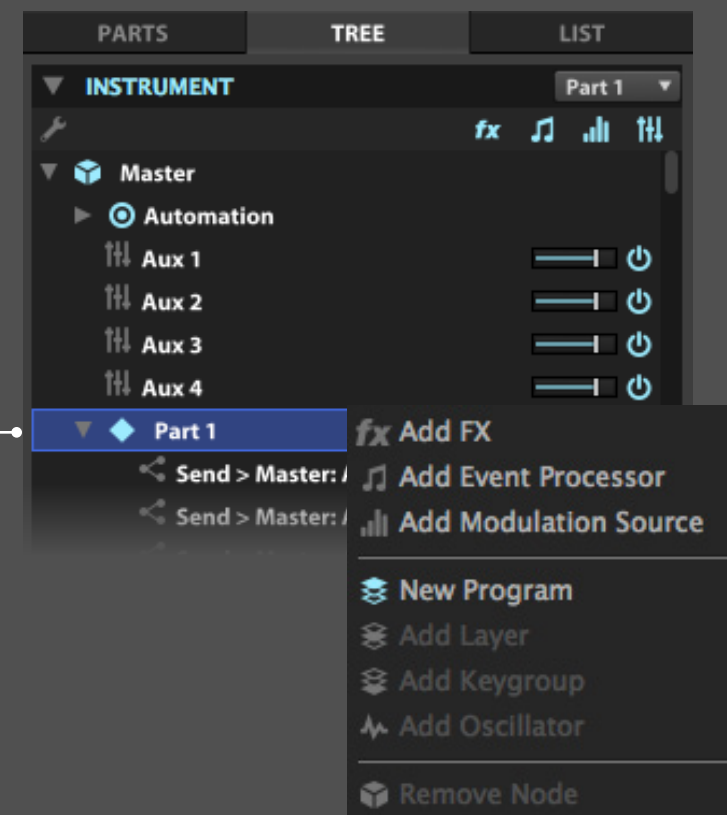 PARTS TREE LIST
INSTRUMENT Part 1
fx
Master
Automation
Aux 1
Aux 2
Aux 3
Aux 4
Part 1
Send > Master:
Send > Master:
fx Add FX
Add Event Processor
Add Modulation Source
New Program
Add Layer
Add Keygroup
Add Oscillator
Remove Node